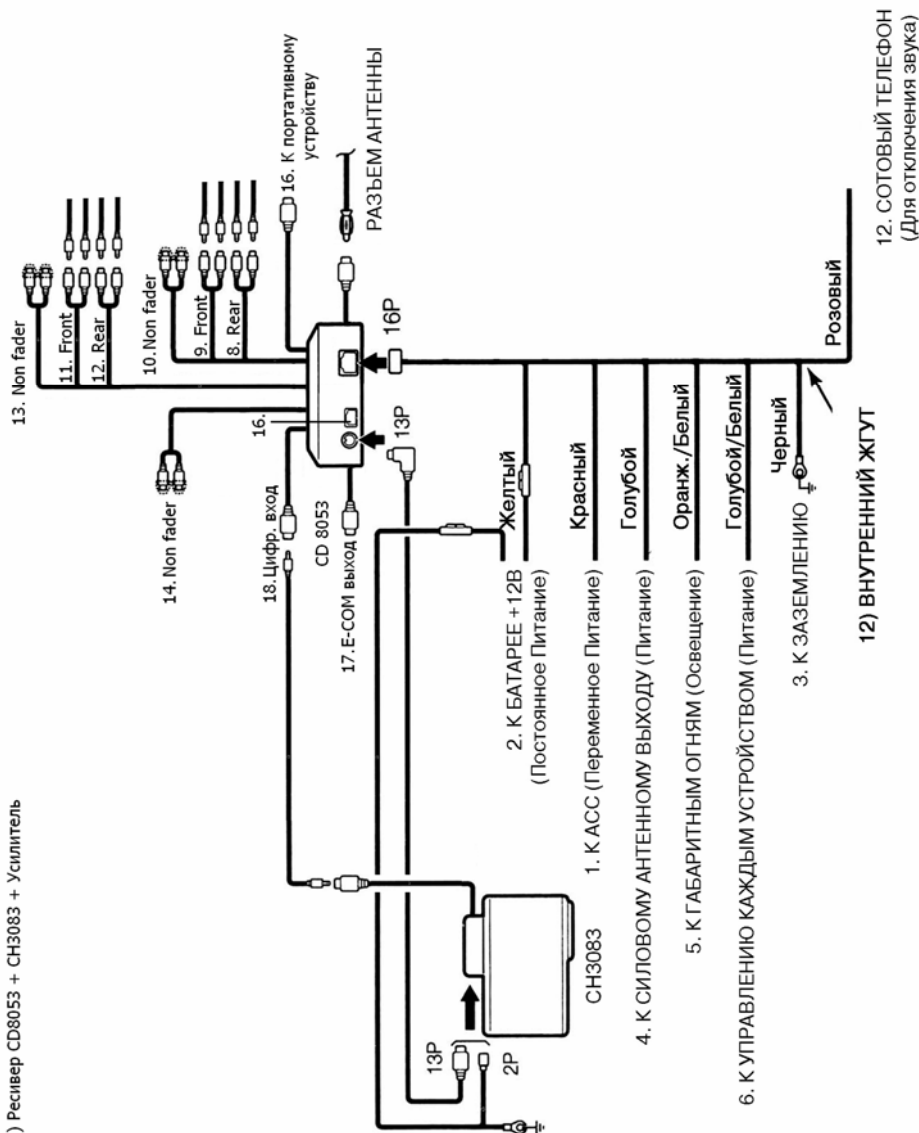 ) Ресивер CD8053 + CH3083 + Усилитель
13. Non fader
11. Front
12. Rear
10. Non fader
9. Front
8. Rear
14. Non fader
16. К портативному
устройству
РАЗЪЕМ АНТЕННЫ
16.
18. Цифр. вход
CD 8053
17. E-COM выход
13P
16P
13P
2P
CH3083
2. К БАТАРЕЕ +12В
(Постоянное Питание)
Желтый
1. К ACC (Переменное Питание)
Красный
4. К СИЛОВОМУ АНТЕННОМУ ВЫХОДУ (Питание)
Голубой
5. К ГАБАРИТНЫМ ОГНЯМ (Освещение)
Оранж./Белый
6. К УПРАВЛЕНИЮ КАЖДЫМ УСТРОЙСТВОМ (Питание)
Голубой/Белый
3. К ЗАЗЕМЛЕНИЮ
Черный
12) ВНУТРЕННИЙ ЖГУТ
Розовый
12. СОТОВЫЙ ТЕЛЕФОН
(Для отключения звука)